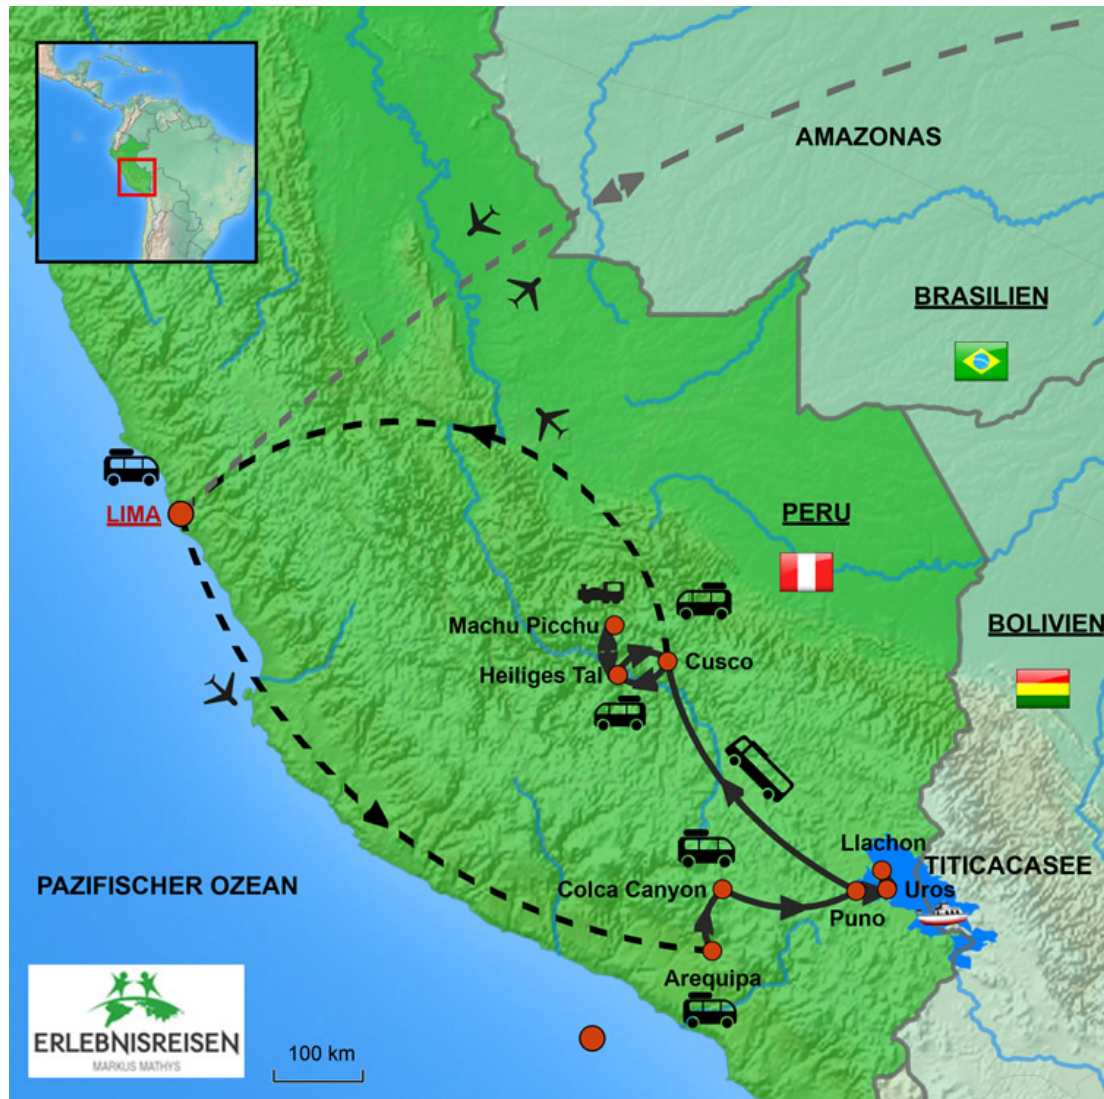 AMAZONAS
BRASILIEN
LIMA
PERU
Machu Picchu
BOLIVIEN
Cusco
Heiliges Tal
Llachon
TITICACASEE
PAZIFISCHER OZEAN
Colca Canyon
Uros
Puno
Arequipa
ERLEBNISREISEN
MARKUS MATHYS
100 km